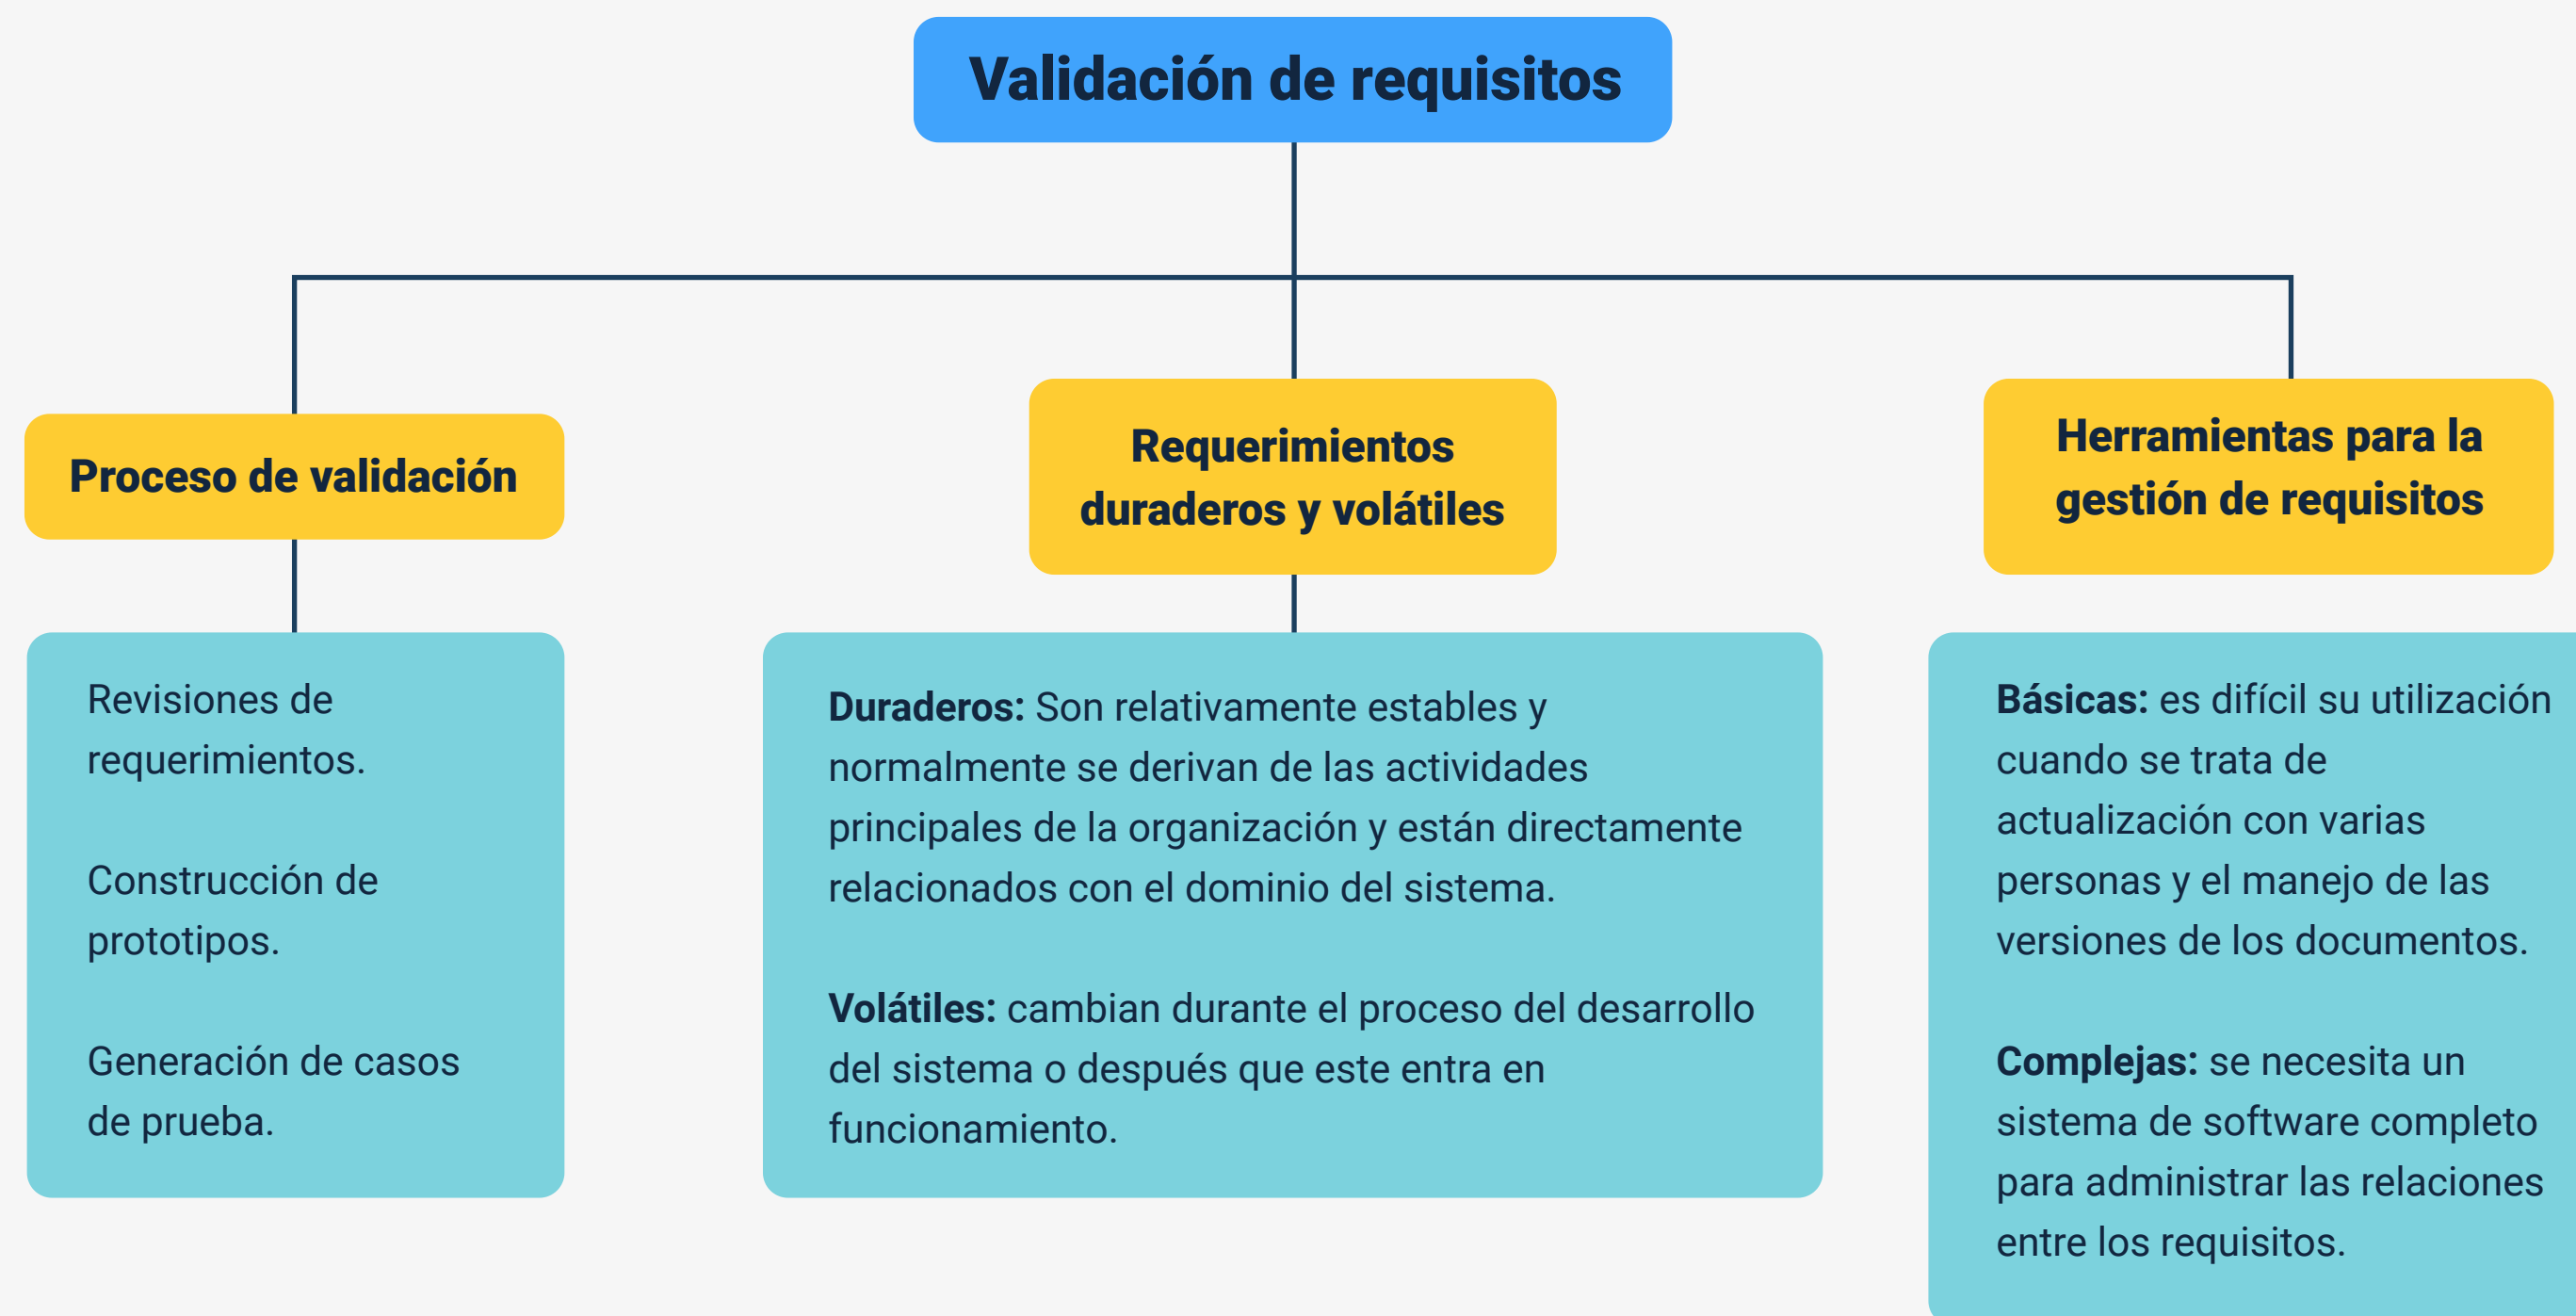 Validación de requisitos
Proceso de validación
Requerimientos
duraderos y volátiles
Herramientas para la
gestión de requisitos
Revisiones de
requerimientos.
Construcción de
prototipos.
Generación de casos
de prueba.
Duraderos: Son relativamente estables y
normalmente se derivan de las actividades
principales de la organización y están directamente
relacionados con el dominio del sistema.
Volátiles: cambian durante el proceso del desarrollo
del sistema o después que este entra en
funcionamiento.
Básicas: es difícil su utilización
cuando se trata de
actualización con varias
personas y el manejo de las
versiones de los documentos.
Complejas: se necesita un
sistema de software completo
para administrar las relaciones
entre los requisitos.